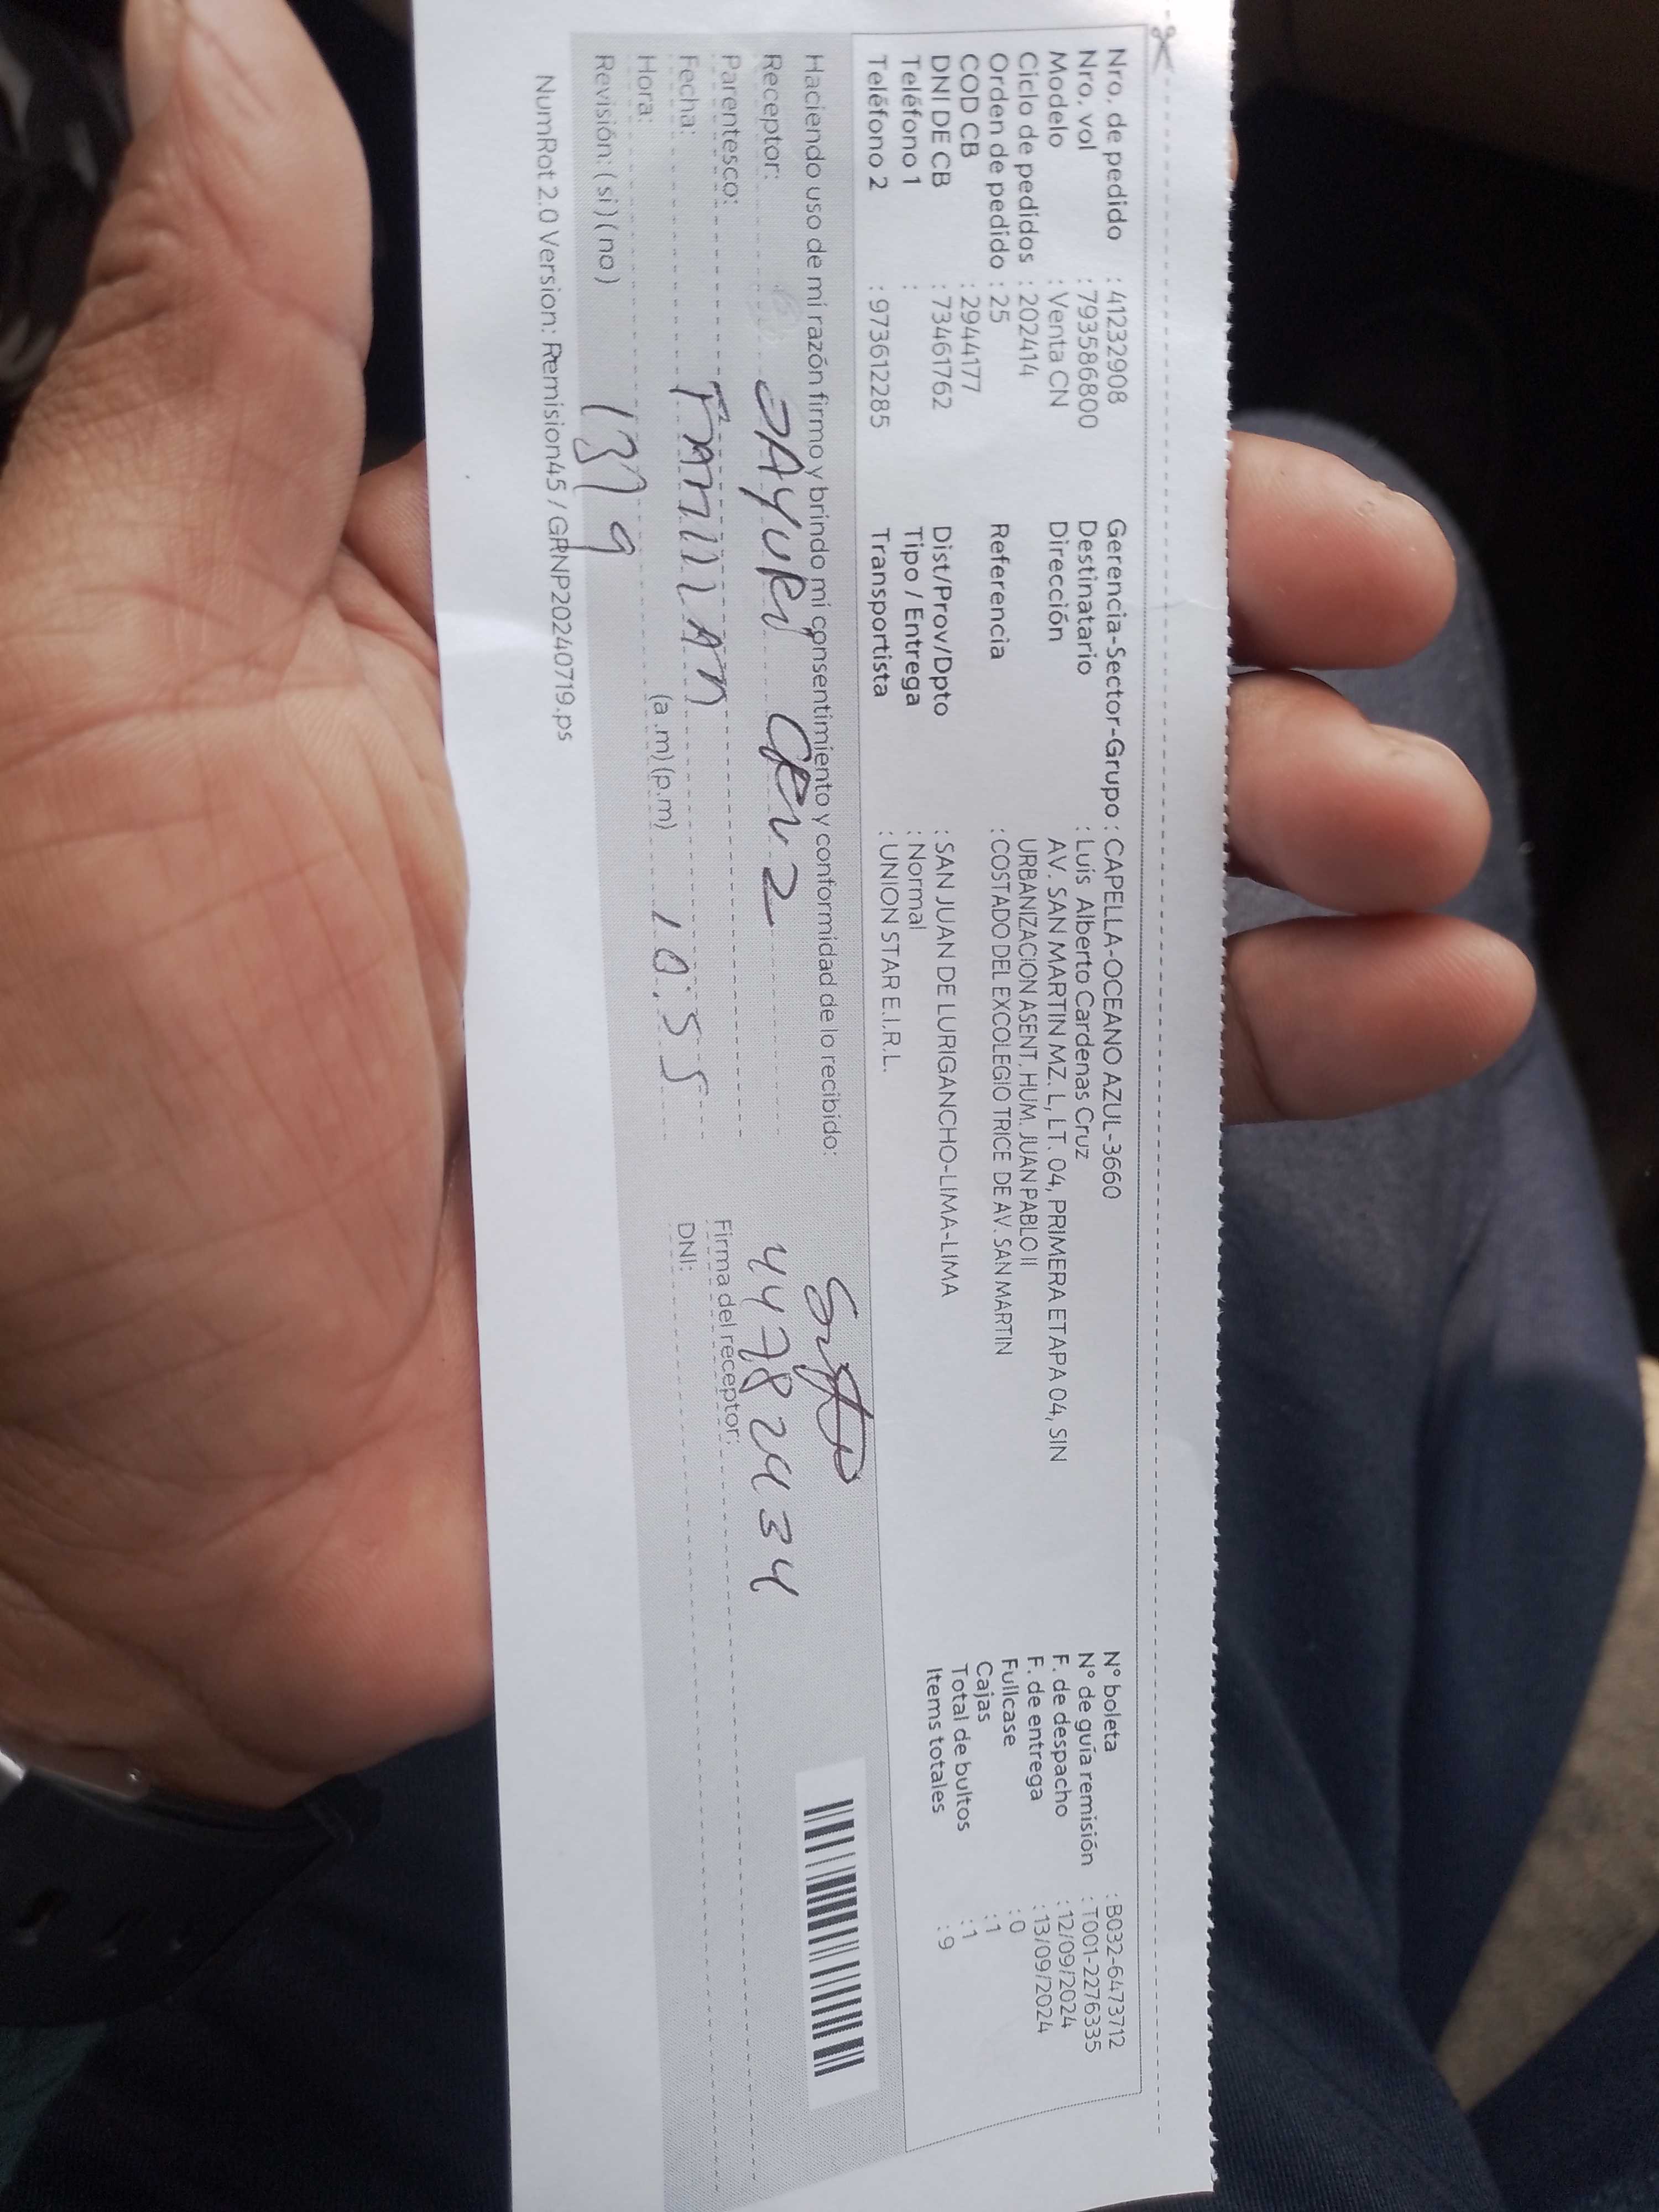 Nro. de pedido : 41232908
Nro. vol : 793586800
Modelo : Venta CN
Ciclo de pedidos : 202414
Orden de pedido : 25
COD CB : 2944177
DNI DE CB : 73461762
Teléfono 1 :
Teléfono 2 : 973612285
Gerencia-Sector-Grupo : CAPELLA-OCEANO AZUL-3660
Destinatario : Luis Alberto Cardenas Cruz
Dirección AV. SAN MARTIN MZ. L, LT. 04, PRIMERA ETAPA 04, SIN
URBANIZACION ASENT. HUM. JUAN PABLO II
Referencia : COSTADO DEL EXCOLEGIO TRICE DE AV. SAN MARTIN
Dist/Prov/Dpto : SAN JUAN DE LURIGANCHO-LIMA-LIMA
Tipo / Entrega : Normal
Transportista : UNION STAR E.I.R.L.
N° boleta : B032-6473712
N° de guía remisión : T001-2276335
F. de despacho : 12/09/2024
F. de entrega : 13/09/2024
Fullcase : 0
Cajas : 1
Total de bultos : 1
Items totales : 9
Haciendo uso de mi razón firmo y brindo mi consentimiento y conformidad de lo recibido:
Receptor: JAYURI CRUZ
Parentesco: FAMILIAR
Fecha: 
Hora: (a.m) (p.m) 10:55
Revisión: ( si ) ( no ) 13/9
44782434
Firma del receptor:
DNI:
NumRot 2.0 Version: Remision45 / GRNP20240719.ps